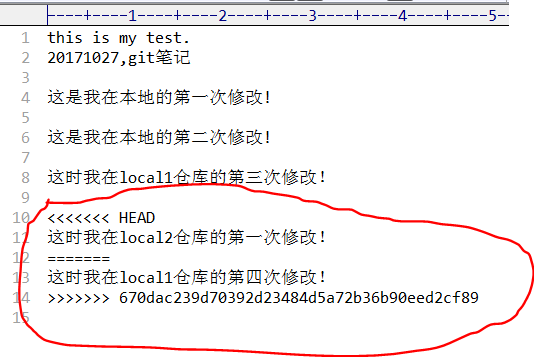 ----+----1----+----2----+----3----+----4----+----5--
1 this is my test.
2 20171027,git笔记
3
4 这是我在本地的第一次修改!
5
6 这是我在本地的第二次修改!
7
8 这时我在local1仓库的第三次修改!
9
10 <<<<<<< HEAD
11 这时我在local2仓库的第一次修改!
12 =======
13 这时我在local1仓库的第四次修改!
14 >>>>>>> 670dac239d70392d23484d5a72b36b90eed2cf89
15